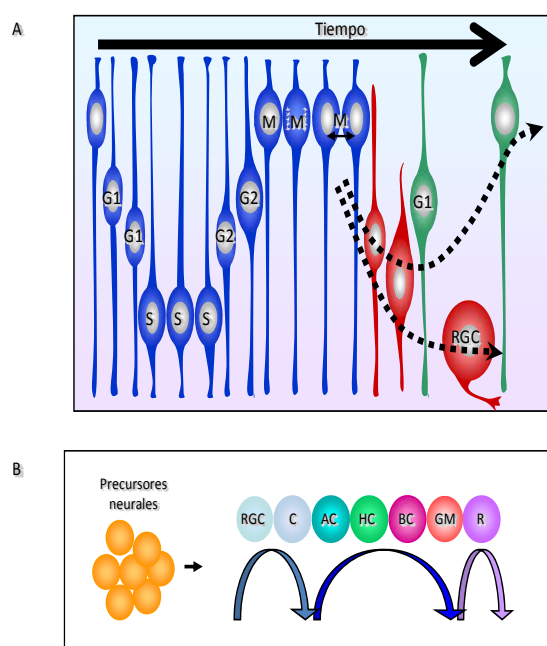 A
Tiempo
M M M
G1 G2 G1
G1 G2
S S S
RGC
B
Precursores
neurales
RGC C AC HC BC GM R